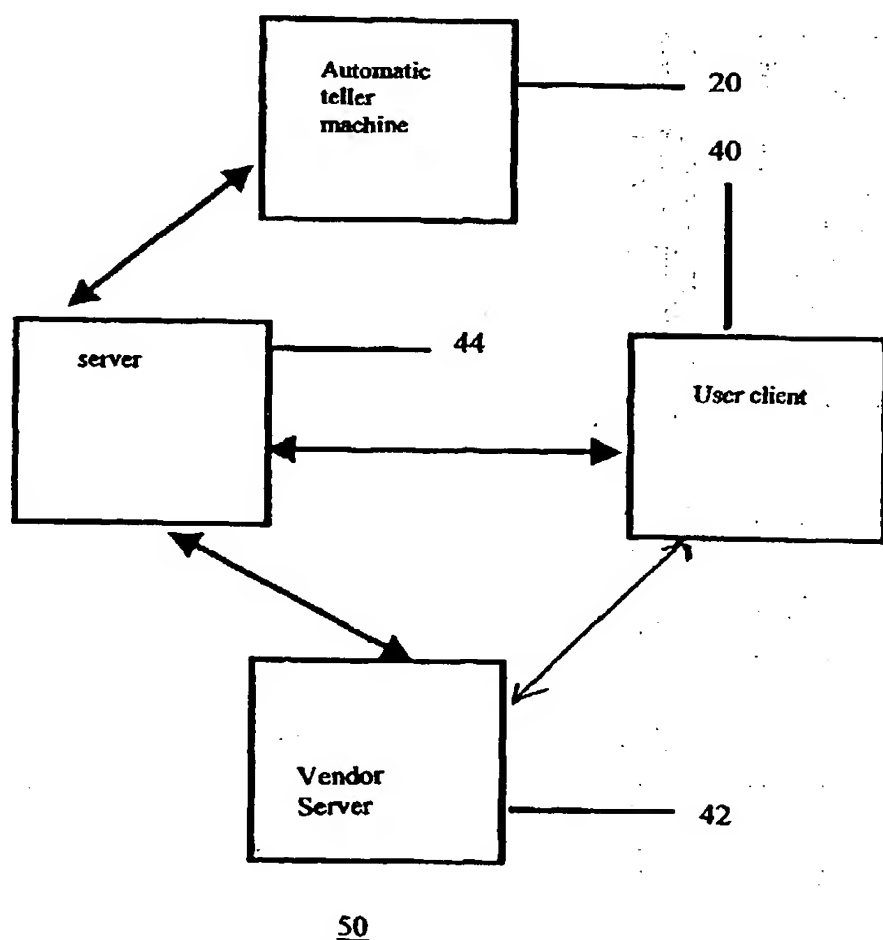 Automatic
teller
machine
20
40
server
44
User client
Vendor
Server
42
50